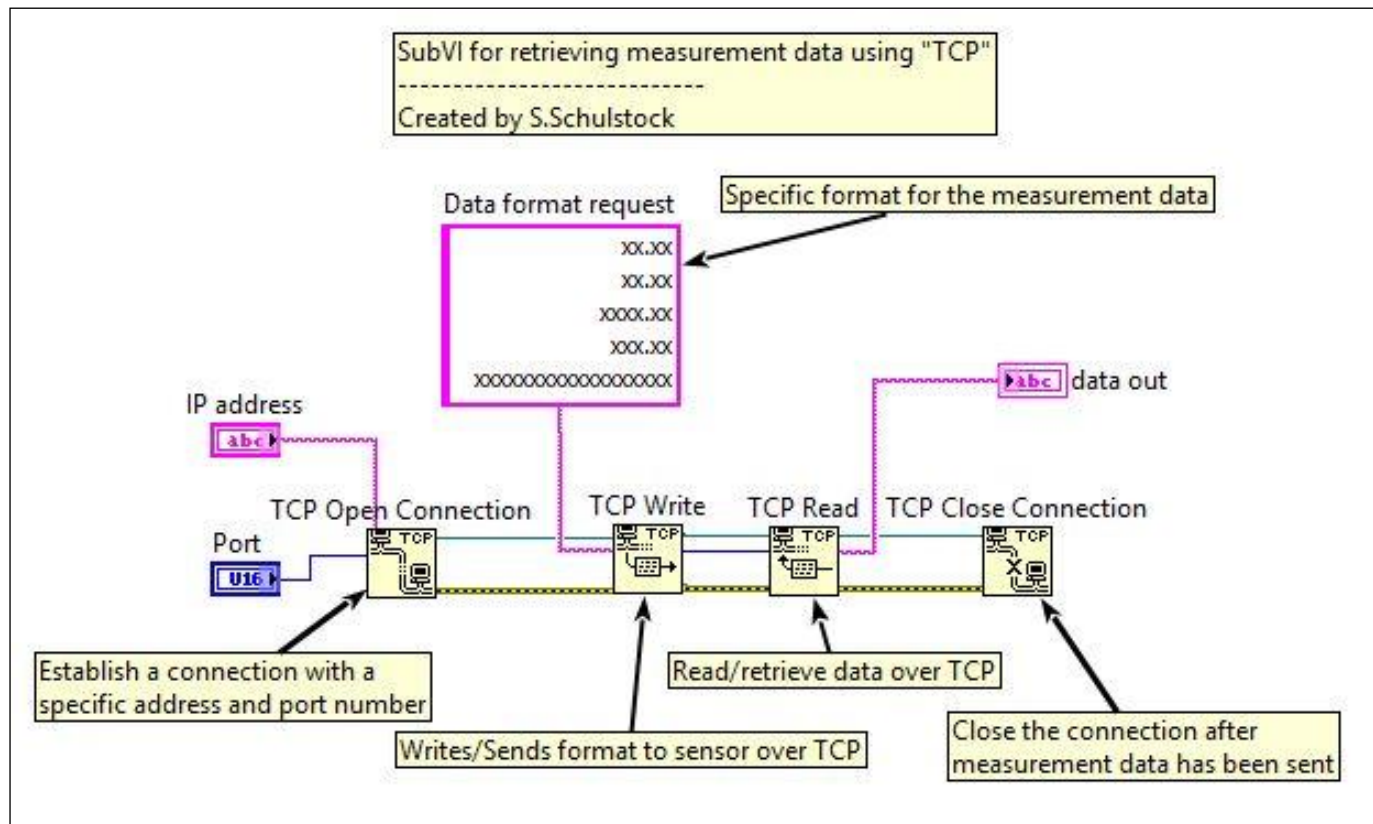 SubVI for retrieving measurement data using "TCP"
----------------------------
Created by S.Schulstock
Specific format for the measurement data
Data format request
xx.xx
xx.xx
xxxx.xx
xxx.xx
xxxxxxxxxxxxxxxxxx
abc
data out
IP address
abc
TCP Open Connection
TCP Write
TCP Read
TCP Close Connection
Port
U16
TCP
TCP
TCP
TCP
Establish a connection with a
specific address and port number
Read/retrieve data over TCP
Writes/Sends format to sensor over TCP
Close the connection after
measurement data has been sent